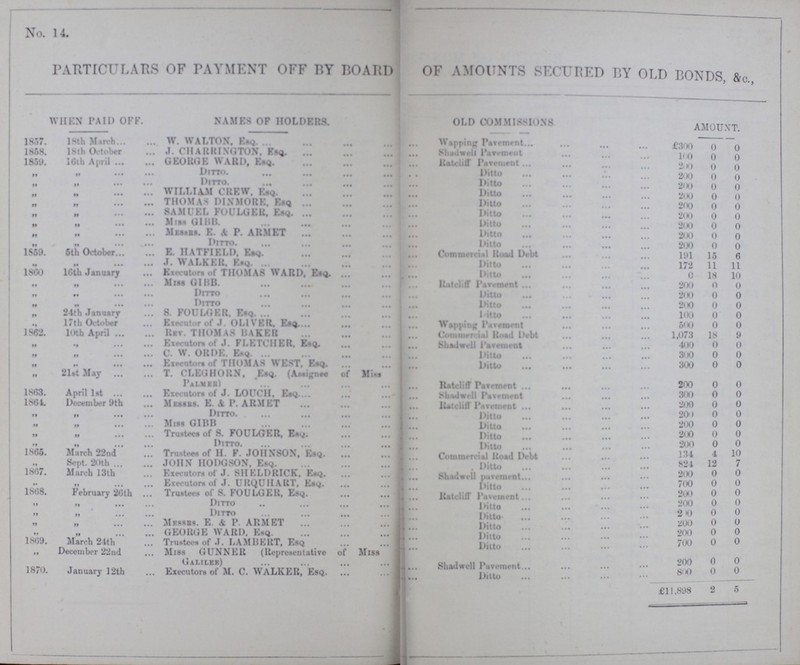 No. 14.
PARTICULARS OF PAYMENT OFF BY BOARD OF AMOUNTS SECURED BY OLD BONDS, &c.,
WHEN PAID OFF. NAMES OF HOLDERS. OLD COMMISSIONS AMOUNT.
1857. 18th March... ... W. WALTON, Esq. ... ... Wapping Pavement... ... £300 0 0
1858. 18th October ... J. CHARRINGTON, Esq. ... Shadwell Pavement ... 100 0 0
1859. 16th April ... ... GEORGE WARD, Esq. ... Ratcliff Pavement ... ... 200 0 0
„ „ ... ... DITTO. ... ... Ditto ... ... 200 0 0
„ „ ... ... DITTO. ... ... Ditto ... ... 200 0 0
„ „ ... ... WILLIAM CREW, Esq. ... Ditto ... ... 200 0 0
„ „ ... ... THOMAS DINMORE, Esq ... Ditto ... ... 200 0 0
„ „ ... ... SAMUEL FOULGER, Esq. ... Ditto ... ... 200 0 0
„ „ ... ... MISS GIBB. ... ... Ditto ... ... 200 0 0
„ „ ... ... MESSRS. E. & P. ARMET ... Ditto ... ... 200 0 0
„ „ ... ... DITTO. ... ... Ditto ... ... 200 0 0
1859. 5th October... ... E. HATFIELD, Esq. ... Commercial Road Debt ... 191 15 6
„ „ ... ... J. WALKER, Esq. ... ... Ditto ... ... 172 11 11
1860 16th January ... Executors of THOMAS WARD, Esq. ... Ditto ... ... 0 18 10
„ „ ... ... MISS GIBB. ... ... Ratcliff Pavement ... ... 200 0 0
„ „ ... ... DITTO ... ... Ditto ... ... 200 0 0
„ „ ... ... DITTO ... ... Ditto ... ... 200 0 0
„ 24th January ... S. FOULGER, Esq. ... ... Ditto ... ... 100 0 0
„ 17th October ... Executor of J. OLIVER, Esq... ... Wapping Pavement ... 500 0 0
1862. 10th April ... ... REV. THOMAS BAKER ... Commercial Road Debt ... 1,073 18 9
„ „ ... ... Executors of J. FLETCHER, Esq. ... Shadwell Pavement ... 400 0 0
„ „ ... ... C. W. ORDE, Esq. ... ... Ditto ... ... 300 0 0
„ „ ... ... Executors of THOMAS WEST, Esq. ... Ditto ... ... 300 0 0
„ 21st May ... ... T. CLEGHORN, Esq. (Assignee of Miss
PALMER) ... ... Ratcliff Pavement ... ... 200 0 0
1863. April 1st ... ... Executors of J. LOUCH, Esq... ... Shadwell Pavement ... 300 0 0
1864. December 9th ... MESSRS. E. & P. ARMET ... Ratcliff Pavement ... ... 200 0 0
„ „ ... ... DITTO. ... ... Ditto ... ... 200 0 0
„ „ ... ... MISS GIBB ... ... Ditto ... ... 200 0 0
„ „ ... ... Trustees of S. FOULGER, Esq. ... Ditto ... ... 200 0 0
„ „ ... ... DITTO. ... ... Ditto ... ... 200 0 0
1865. March 22nd ... Trustees of H. F. JOHNSON, Esq. ... Commercial Road Debt ... 134 4 10
„ Sept. 20th ... ... JOHN HODGSON, Esq. ... Ditto ... ... 824 12 7
1867. March 13th ... Executors of J. SHELDRICK, Esq. ... Shadwell pavement... ... 200 0 0
„ „ ... ... Executors of J. URQUHART, Esq. ... Ditto ... ... 700 0 0
1868. February 26th ... Trustees of S. FOULGER, Esq. ... Ratcliff Pavement ... ... 200 0 0
„ „ ... DITTO ... ... Ditto ... ... 200 0 0
„ „ ... DITTO ... ... Ditto ... ... 200 0 0
„ „ ... MESSRS. E. & P. ARMET ... Ditto ... ... 200 0 0
„ „ ... GEORGE WARD, Esq. ... Ditto ... ... 200 0 0
1869. March 24th ... Trustees of J. LAMBERT, Esq ... Ditto ... ... 700 0 0
„ December 22nd ... MISS GUNNER (Representative of MISS
GALILEE) ... ... Shadwell Pavement... ... 200 0 0
1870. January 12th ... Executors of M. C. WALKER, Esq. ... Ditto ... ... 800 0 0
£11,898 2 5